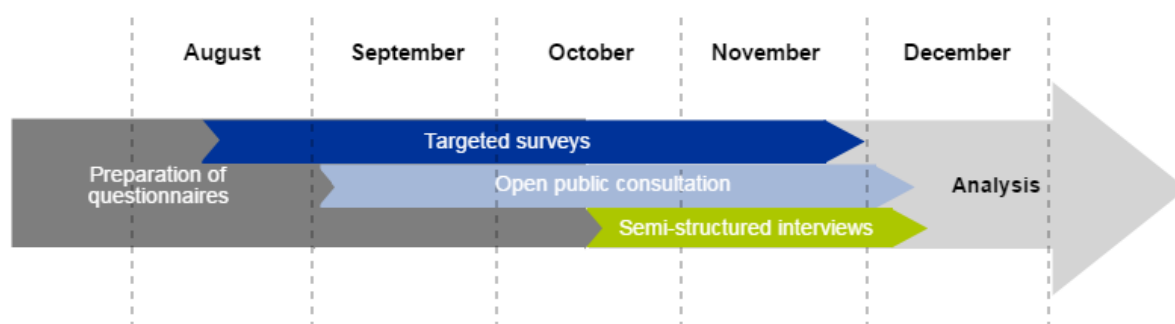 August
September
October
November
December
Targeted surveys
Preparation of
questionnaires
Open public consultation
Analysis
Semi-structured interviews